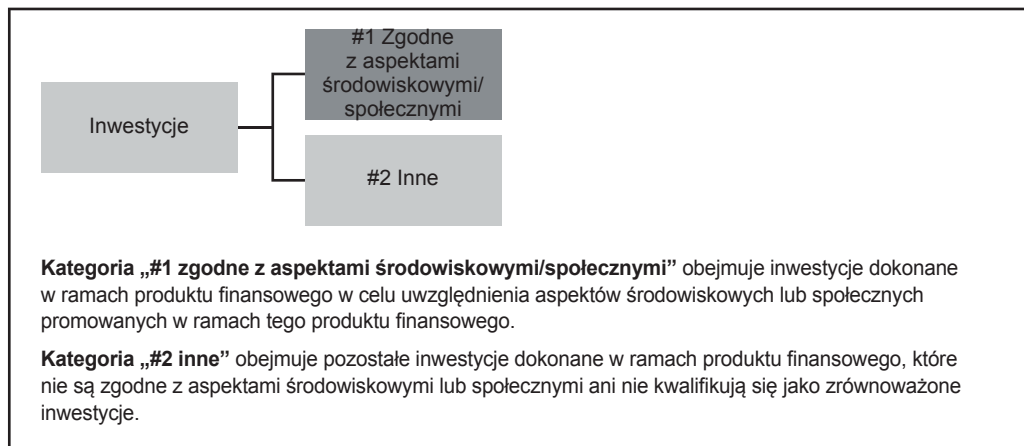 #1 Zgodne
z aspektami
środowiskowymi/
społecznymi
Inwestycje
#2 Inne
Kategoria „#1 zgodne z aspektami środowiskowymi/społecznymi” obejmuje inwestycje dokonane
w ramach produktu finansowego w celu uwzględnienia aspektów środowiskowych lub społecznych
promowanych w ramach tego produktu finansowego.
Kategoria „#2 inne” obejmuje pozostałe inwestycje dokonane w ramach produktu finansowego, które
nie są zgodne z aspektami środowiskowymi lub społecznymi ani nie kwalifikują się jako zrównoważone
inwestycje.